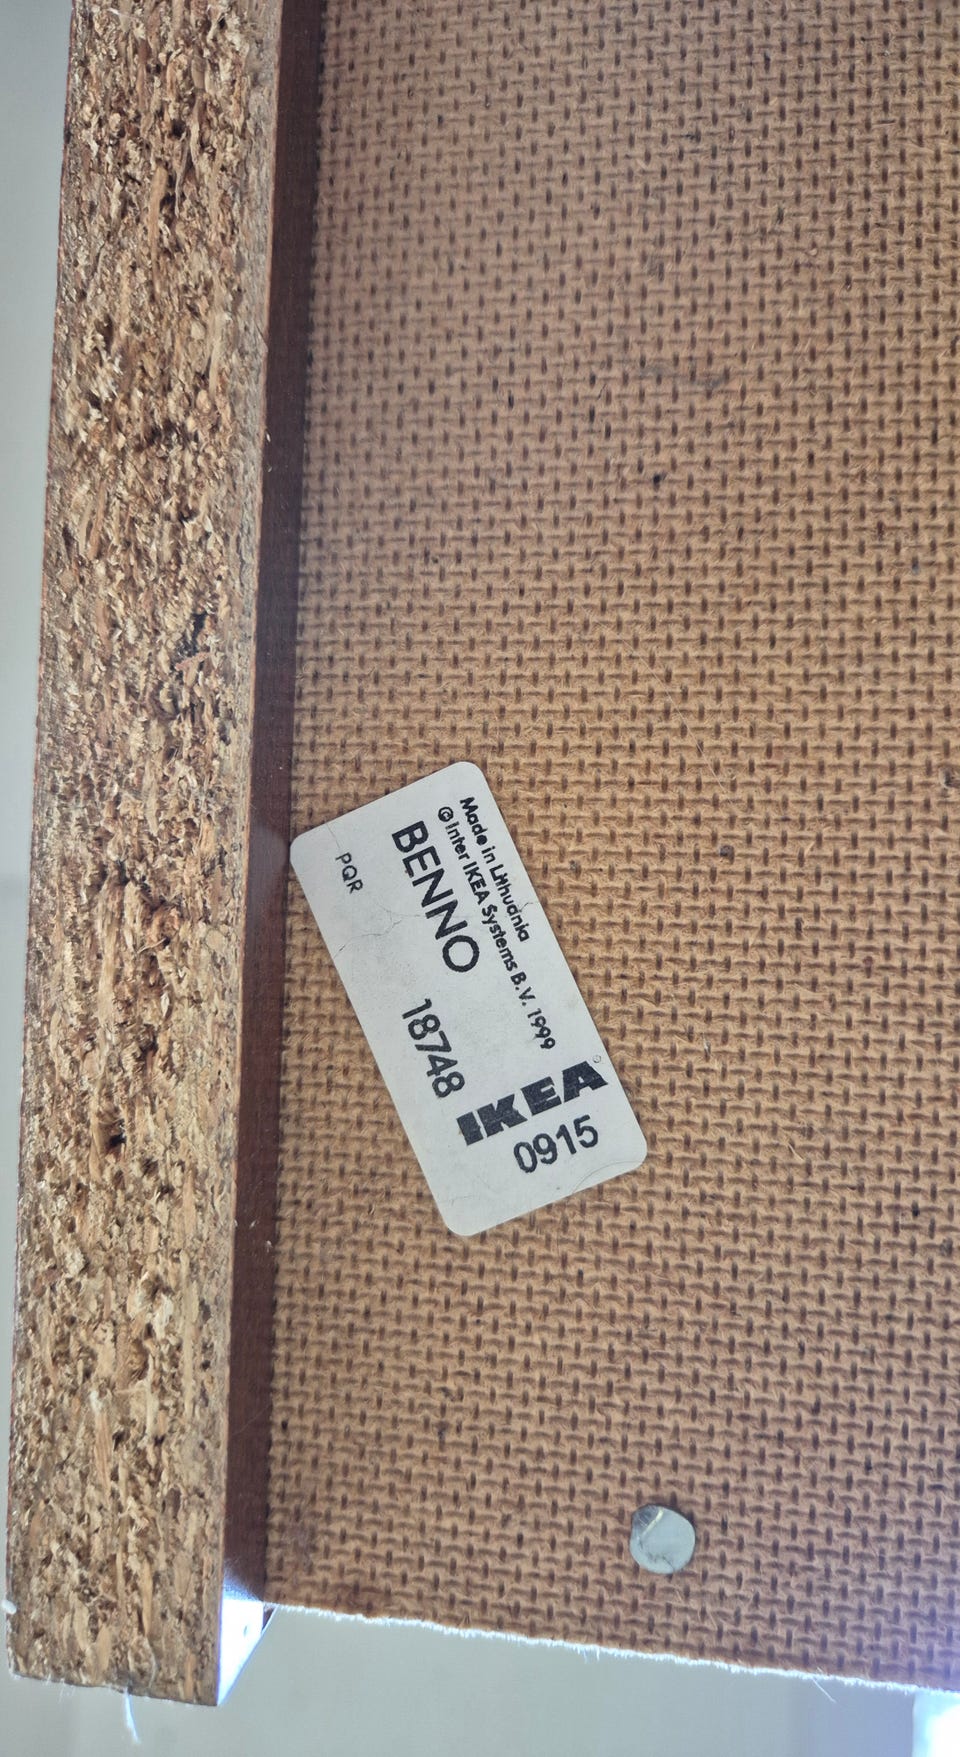 Made in Lithuania
© Inter IKEA Systems B.V. 1999
BENNO 18748
PQR
IKEA
0915